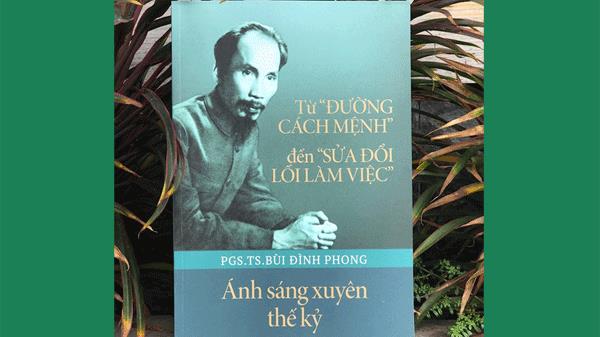 Từ “ĐƯỜNG
CÁCH MỆNH”
đến “SỬA ĐỔI
LỐI LÀM VIỆC”
PGS.TS.BÙI ĐÌNH PHONG
Ánh sáng xuyên
thế kỷ